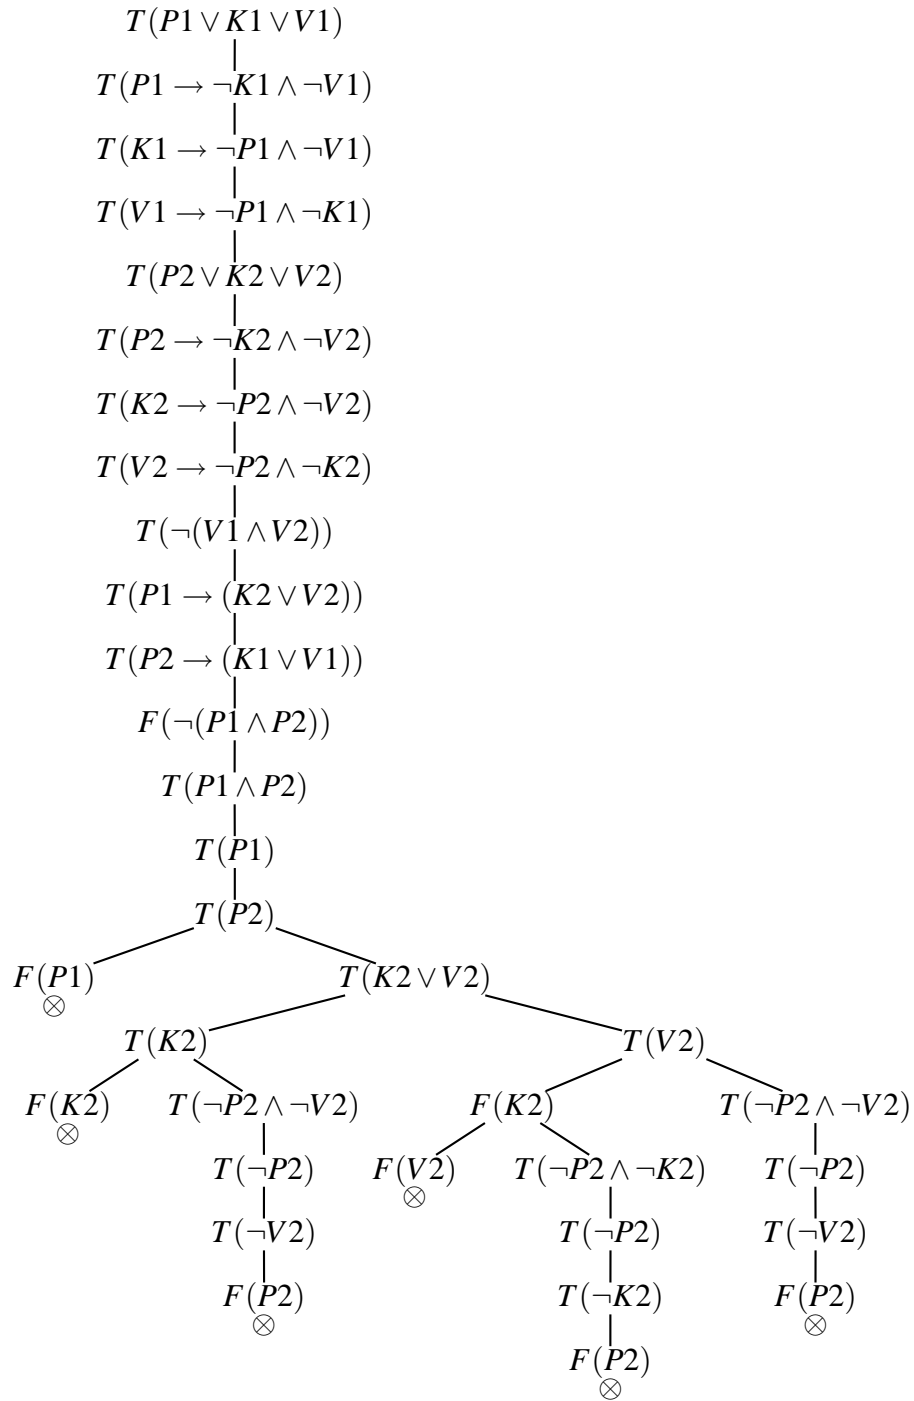 T(P1 ∨ K1 ∨ V1)
T(P1 → ¬K1 ∧ ¬V1)
T(K1 → ¬P1 ∧ ¬V1)
T(V1 → ¬P1 ∧ ¬K1)
T(P2 ∨ K2 ∨ V2)
T(P2 → ¬K2 ∧ ¬V2)
T(K2 → ¬P2 ∧ ¬V2)
T(V2 → ¬P2 ∧ ¬K2)
T(¬(V1 ∧ V2))
T(P1 → (K2 ∨ V2))
T(P2 → (K1 ∨ V1))
F(¬(P1 ∧ P2))
T(P1 ∧ P2)
T(P1)
T(P2)
F(P1) T(K2 ∨ V2)
⊗
T(K2) T(V2)
F(K2) T(¬P2 ∧ ¬V2) F(K2) T(¬P2 ∧ ¬V2)
⊗
T(¬P2) F(V2) T(¬P2 ∧ ¬K2) T(¬P2)
⊗
T(¬V2) T(¬P2) T(¬V2)
F(P2) T(¬K2) F(P2)
⊗ ⊗
F(P2)
⊗